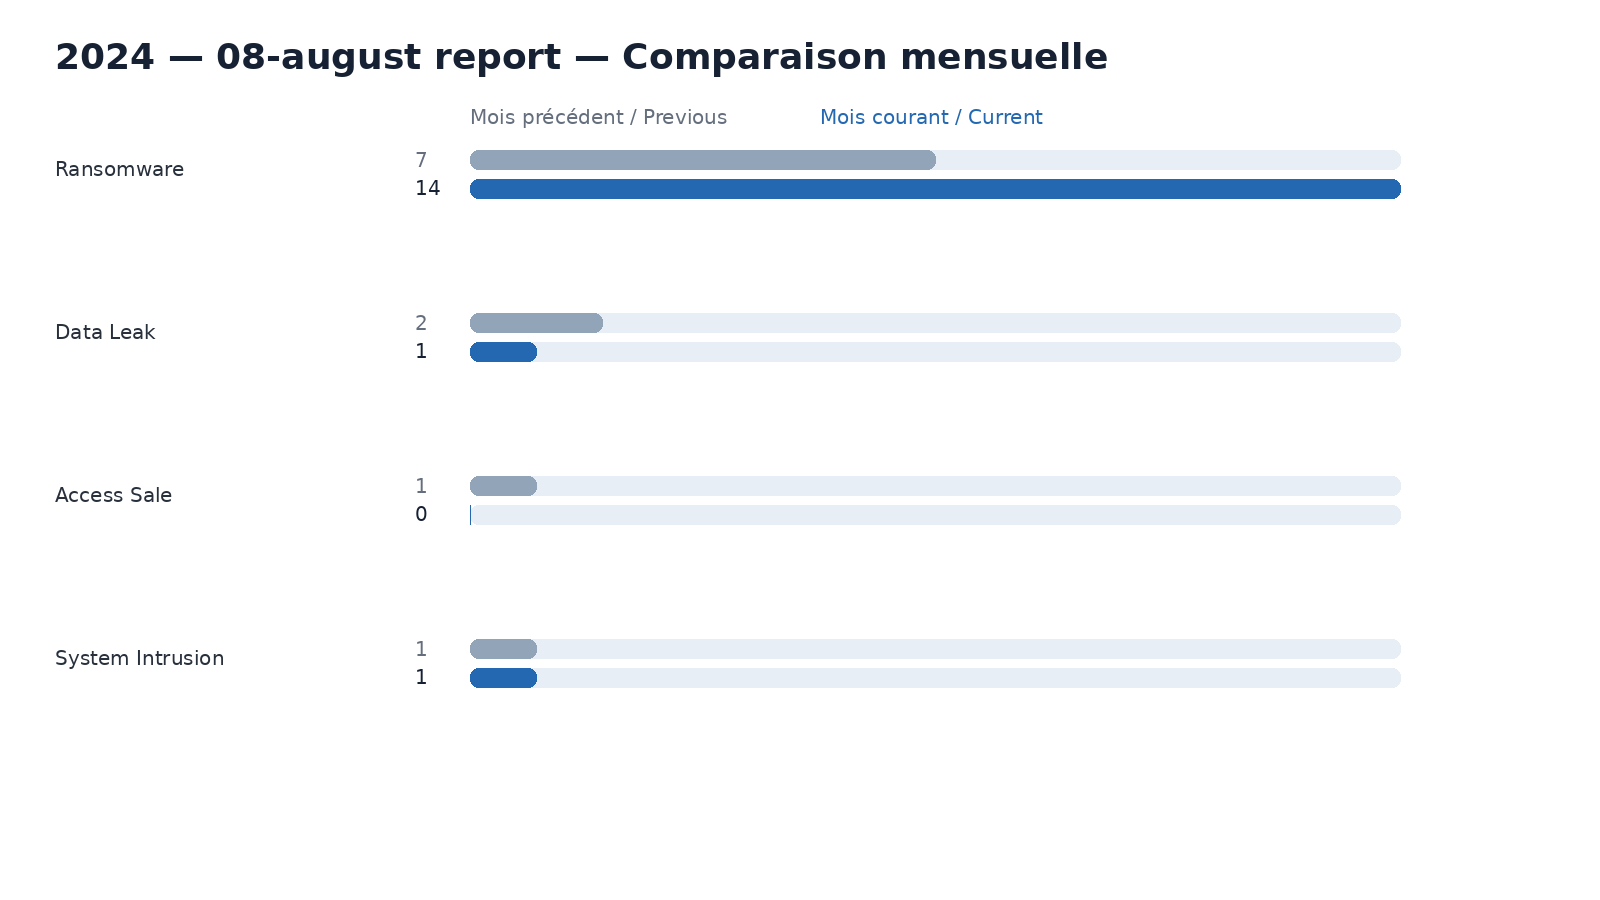 2024 — 08-august report — Comparaison mensuelle
Mois précédent / Previous
Mois courant / Current
Ransomware
7
14
Data Leak
2
1
Access Sale
1
0
System Intrusion
1
1